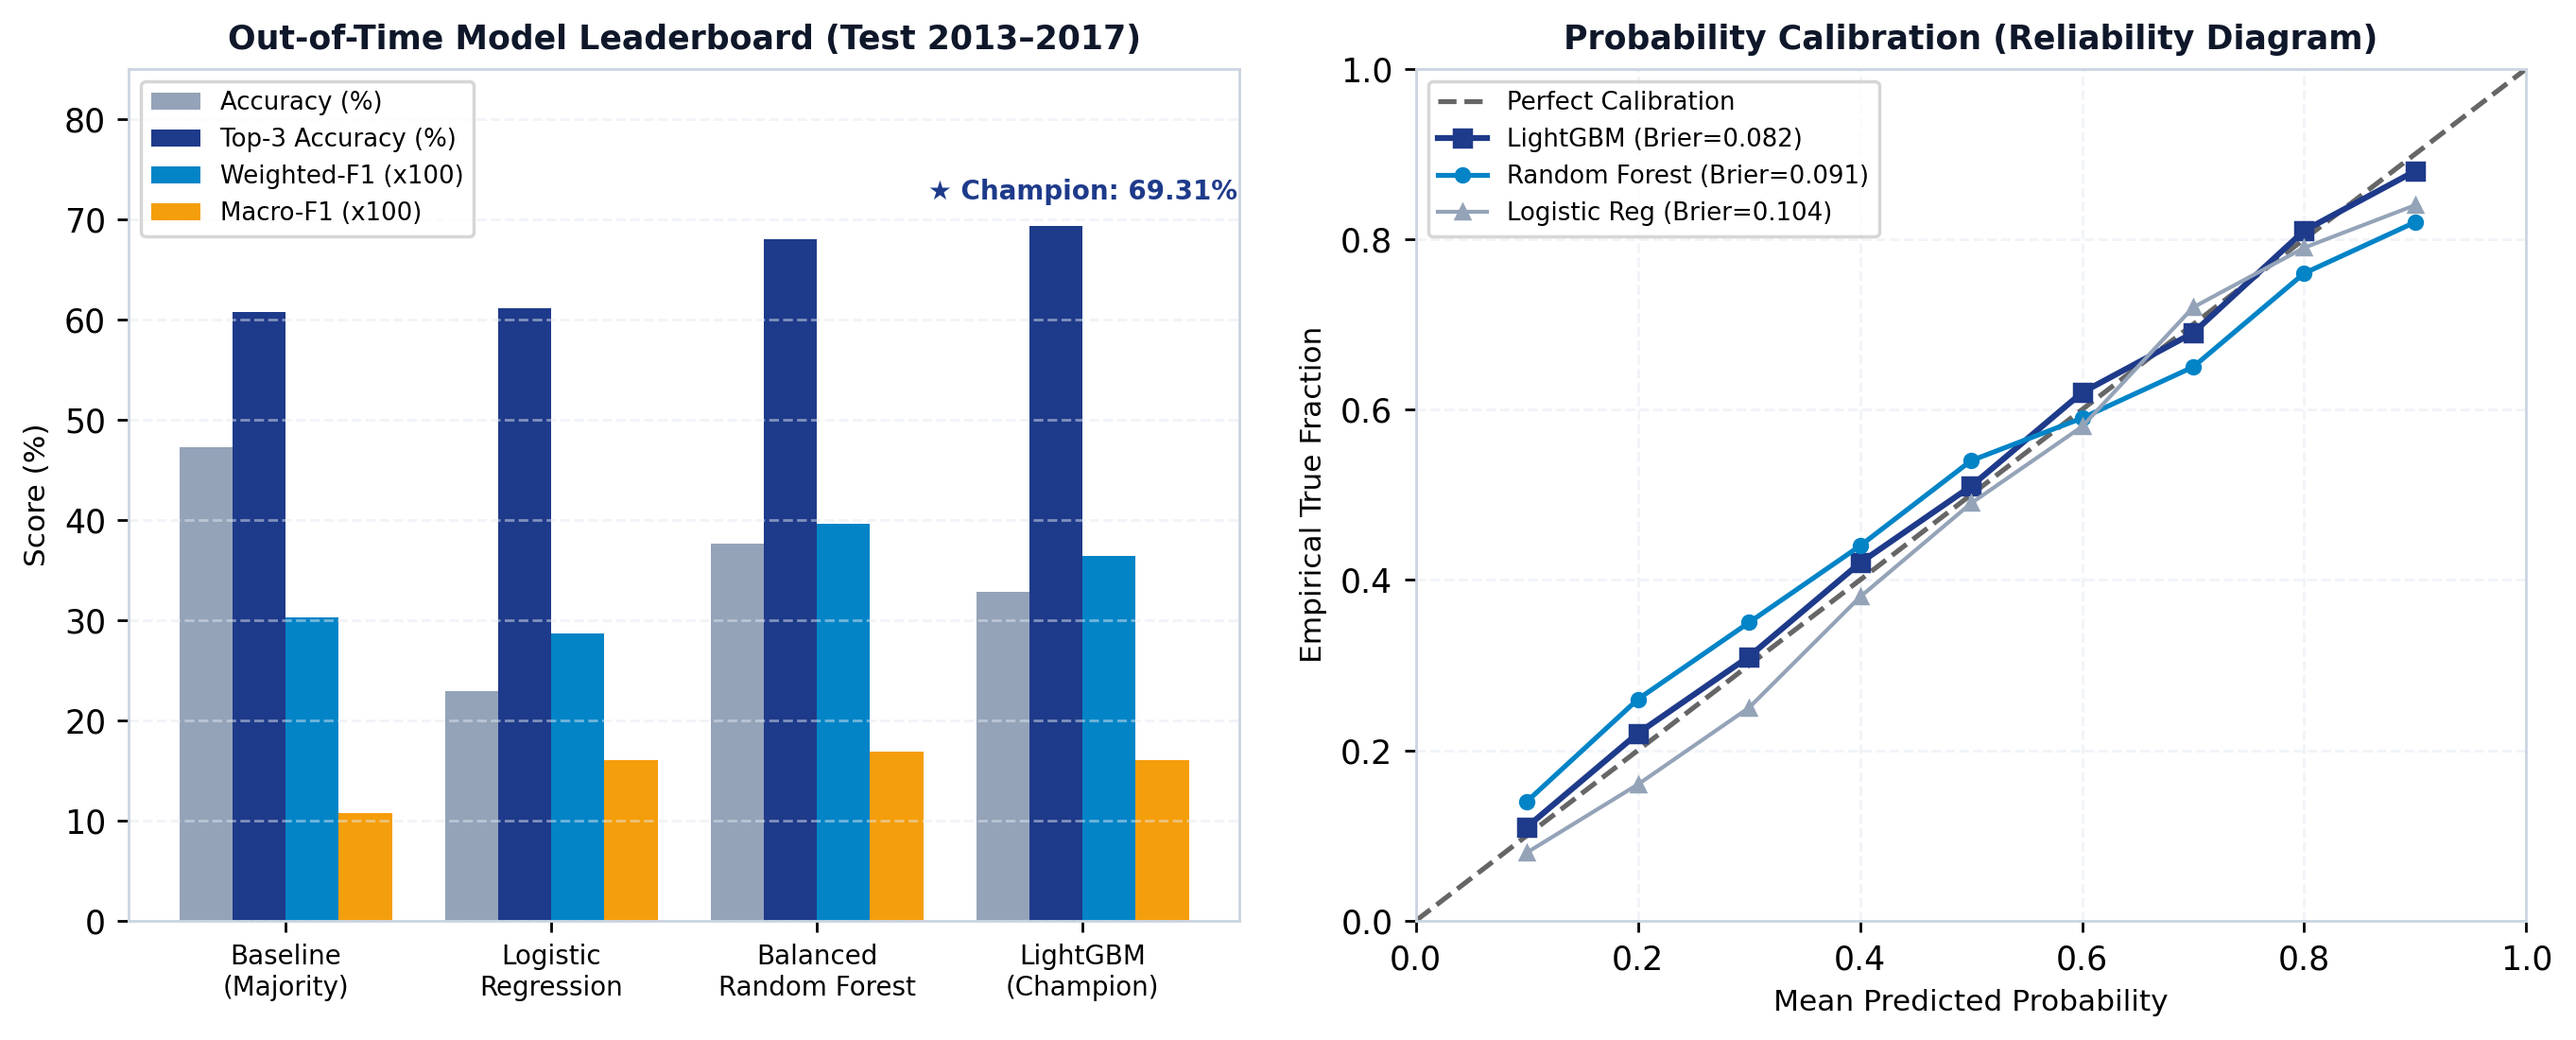 Out-of-Time Model Leaderboard (Test 2013–2017)
Accuracy (%)
Top-3 Accuracy (%)
Weighted-F1 (x100)
Macro-F1 (x100)
★ Champion: 69.31%
Score (%)
80
70
60
50
40
30
20
10
0
Baseline
(Majority)
Logistic
Regression
Balanced
Random Forest
LightGBM
(Champion)
Probability Calibration (Reliability Diagram)
Perfect Calibration
LightGBM (Brier=0.082)
Random Forest (Brier=0.091)
Logistic Reg (Brier=0.104)
Empirical True Fraction
1.0
0.8
0.6
0.4
0.2
0.0
0.0 0.2 0.4 0.6 0.8 1.0
Mean Predicted Probability